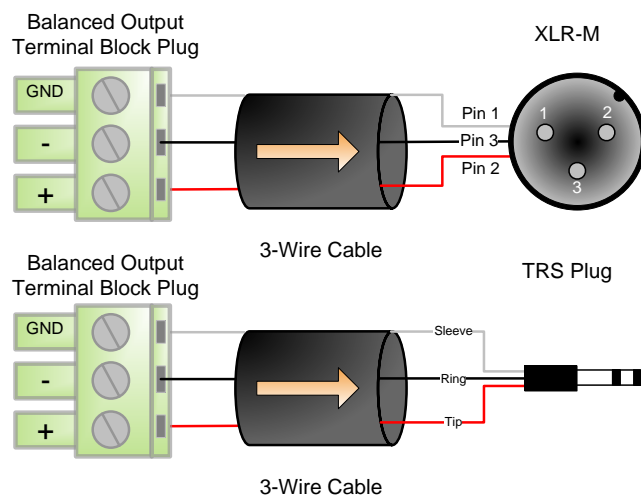 Balanced Output
Terminal Block Plug
XLR-M
GND
-
+
Pin 1
Pin 3
Pin 2
1
2
3
3-Wire Cable
Balanced Output
Terminal Block Plug
TRS Plug
GND
-
+
Sleeve
Ring
Tip
3-Wire Cable